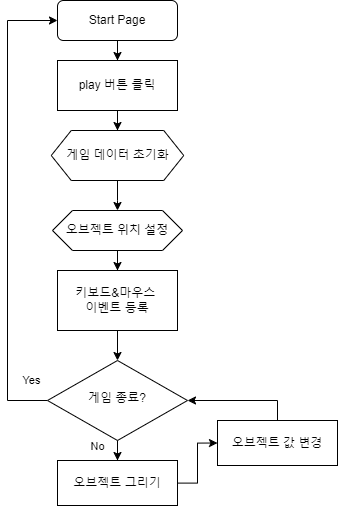 Start Page
play 버튼 클릭
게임 데이터 초기화
오브젝트 위치 설정
키보드&마우스
이벤트 등록
Yes
게임 종료?
No
오브젝트 값 변경
오브젝트 그리기